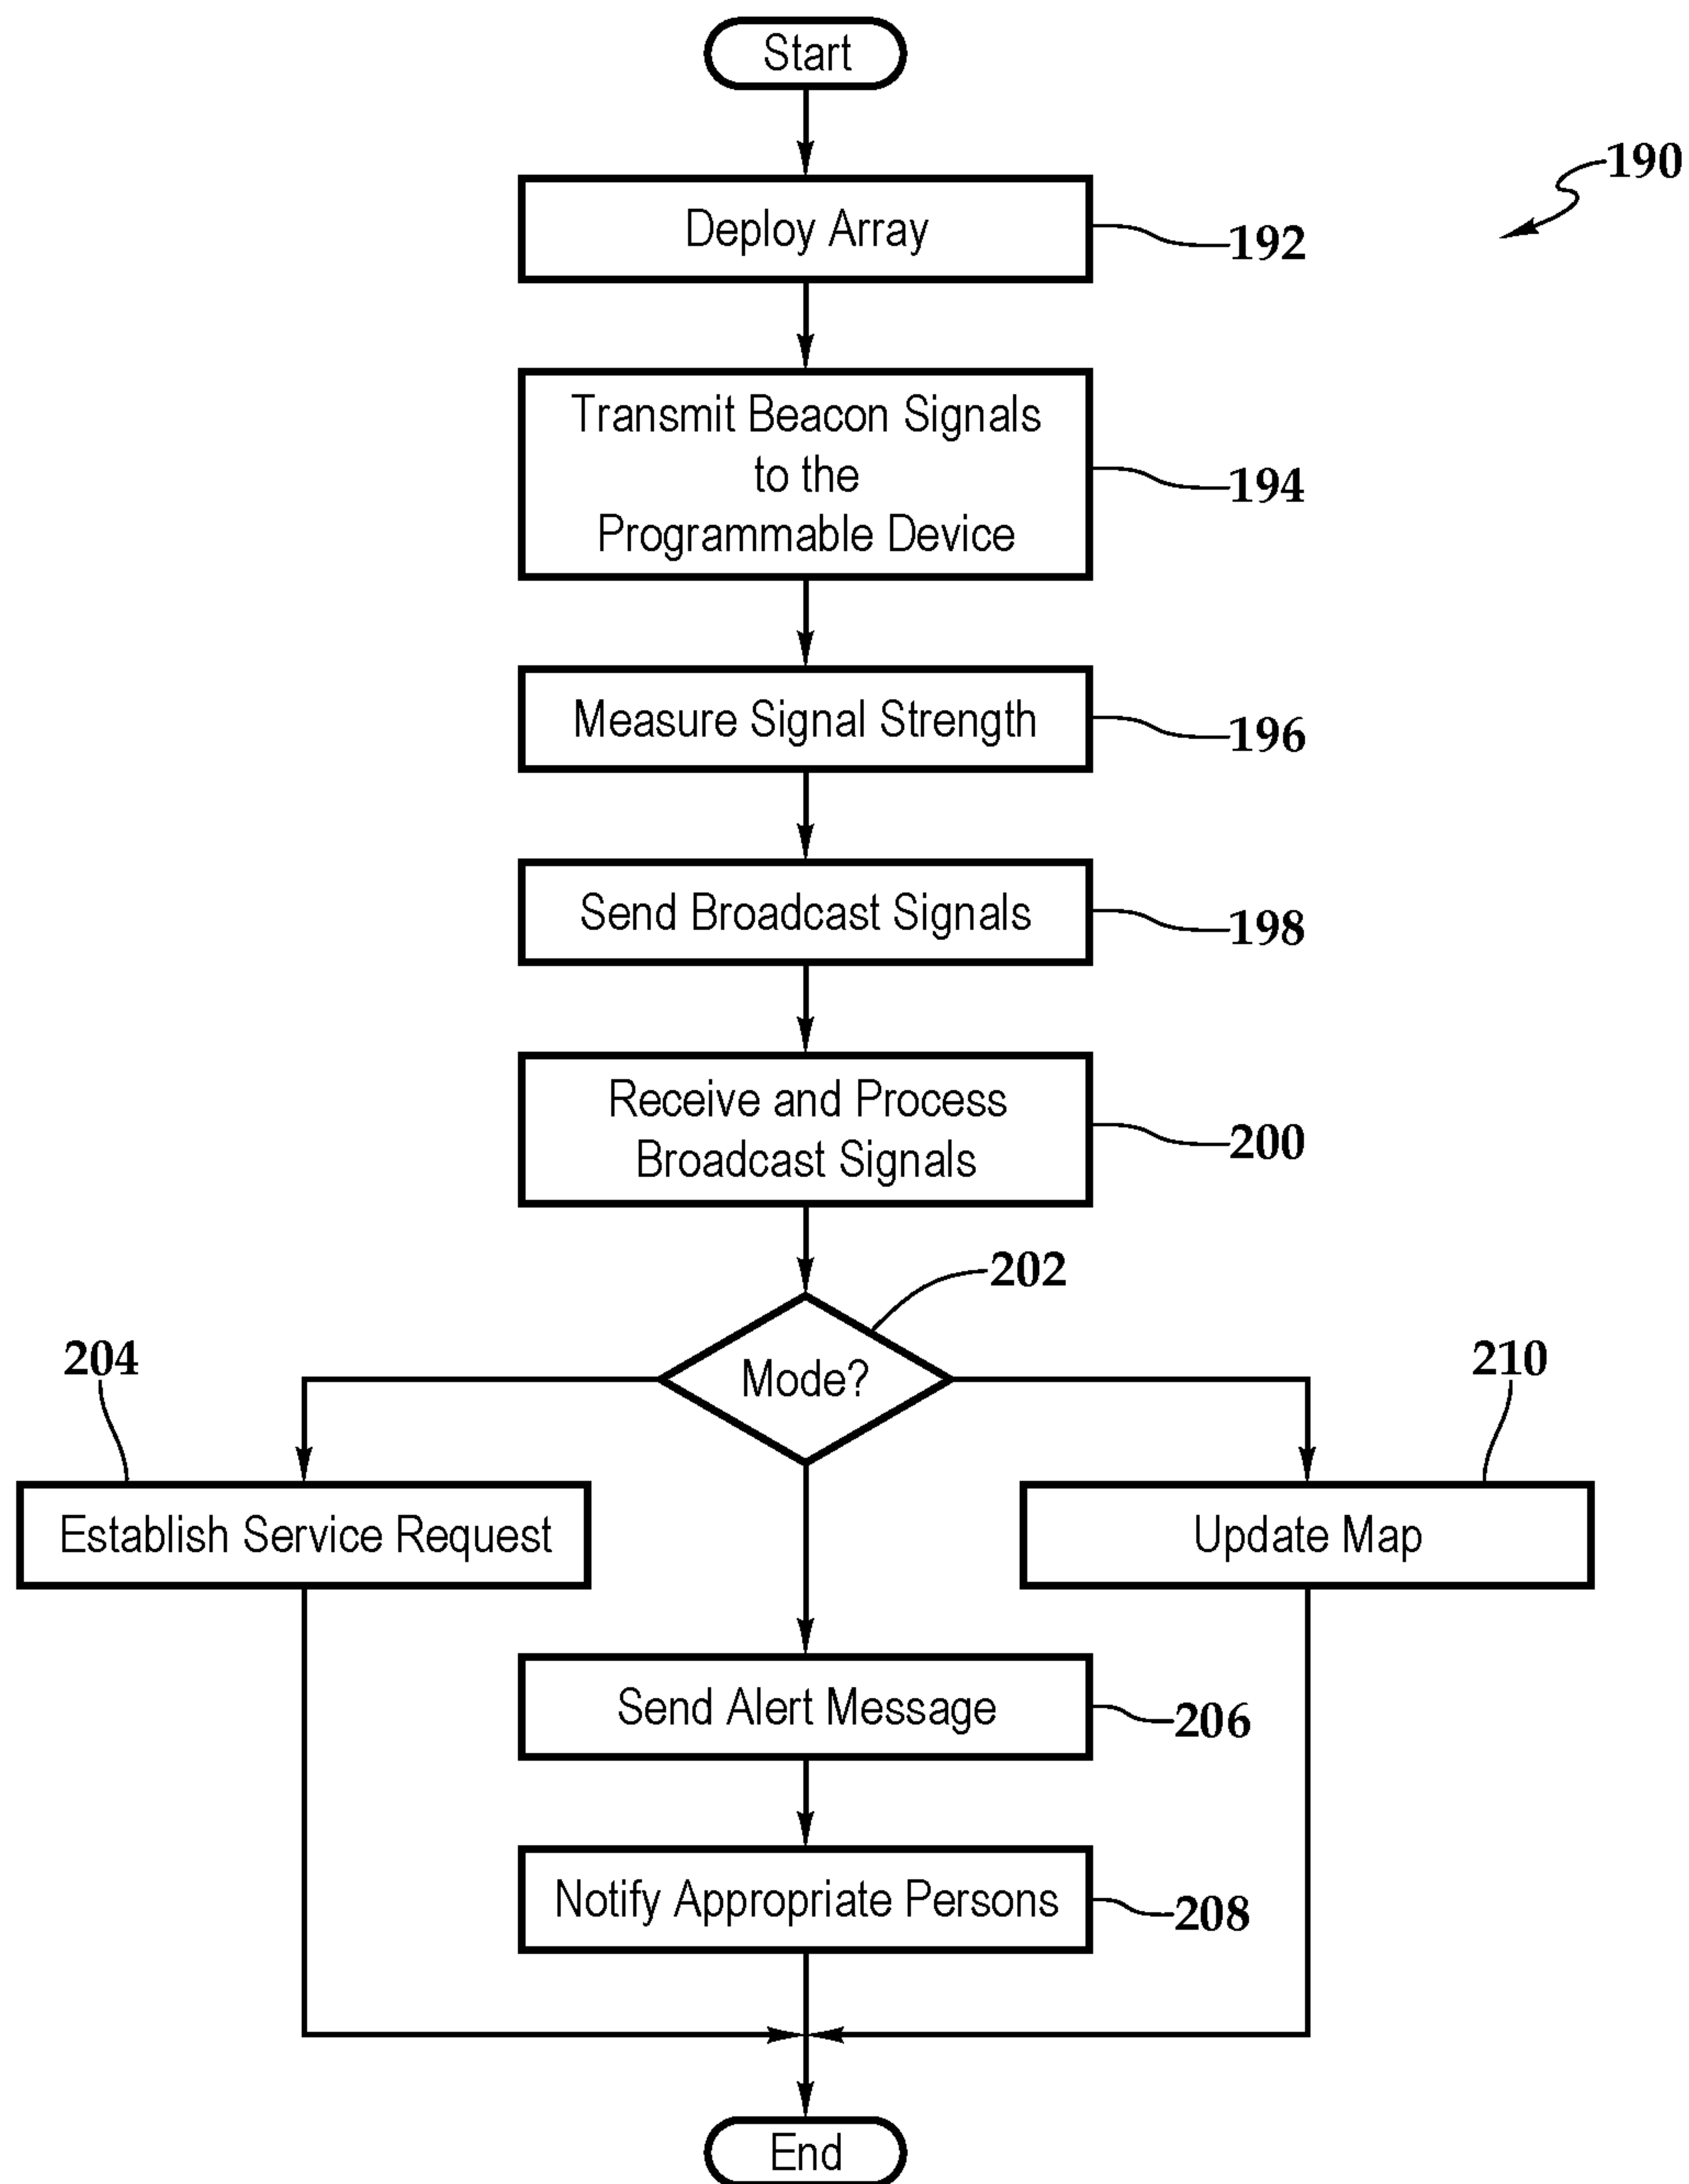 Start
190
Deploy Array
192
Transmit Beacon Signals
to the
Programmable Device
194
Measure Signal Strength
196
Send Broadcast Signals
198
Receive and Process
Broadcast Signals
200
202
Mode?
204
210
Establish Service Request
Update Map
Send Alert Message
206
Notify Appropriate Persons
208
End